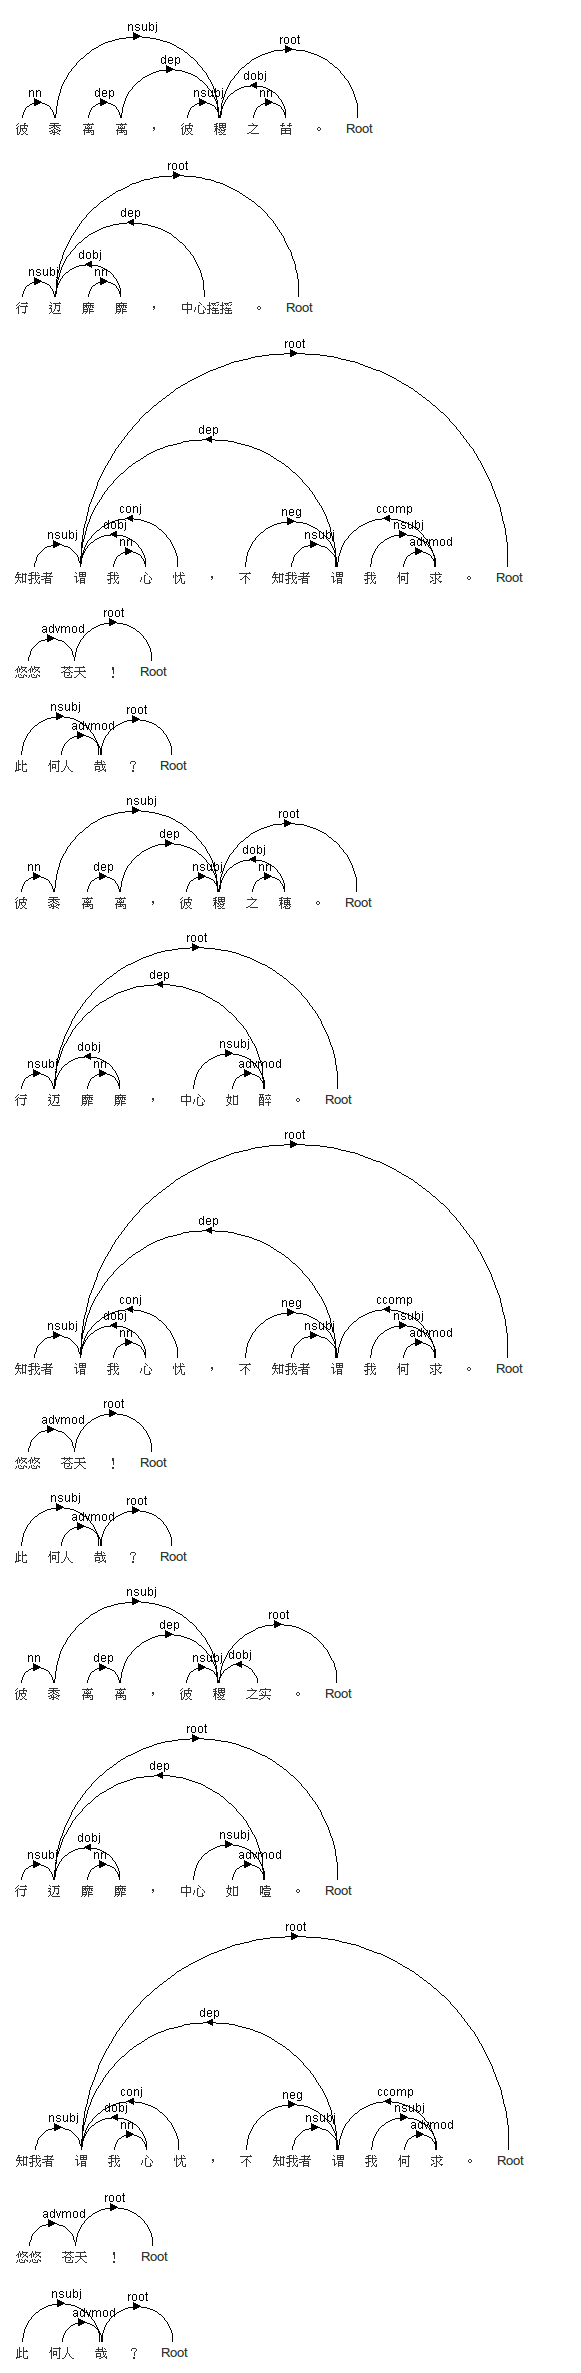 nsubj root
dep dobj
nn dep nsubj nn
彼 黍 离 离 ， 彼 稷 之 苗 。 Root
root
dep
dobj
nsubj nn
行 迈 靡 靡 ， 中心摇摇 。 Root
root
dep
conj neg ccomp
dobj nsubj
nsubj nn nsubj advmod
知我者 谓 我 心 忧 ， 不 知我者 谓 我 何 求 。 Root
root
advmod
悠悠 苍天 ！ Root
nsubj root
advmod
此 何人 哉 ？ Root
nsubj root
dep dobj
nn dep nsubj nn
彼 黍 离 离 ， 彼 稷 之 穗 。 Root
root
dep
dobj nsubj
nsubj nn advmod
行 迈 靡 靡 ， 中心 如 醉 。 Root
root
dep
conj neg ccomp
dobj nsubj
nsubj nn nsubj advmod
知我者 谓 我 心 忧 ， 不 知我者 谓 我 何 求 。 Root
root
advmod
悠悠 苍天 ！ Root
nsubj root
advmod
此 何人 哉 ？ Root
nsubj root
dep
nn dep nsubj dobj
彼 黍 离 离 ， 彼 稷 之实 。 Root
root
dep
dobj nsubj
nsubj nn advmod
行 迈 靡 靡 ， 中心 如 噎 。 Root
root
dep
conj neg ccomp
dobj nsubj
nsubj nn nsubj advmod
知我者 谓 我 心 忧 ， 不 知我者 谓 我 何 求 。 Root
root
advmod
悠悠 苍天 ！ Root
nsubj root
advmod
此 何人 哉 ？ Root